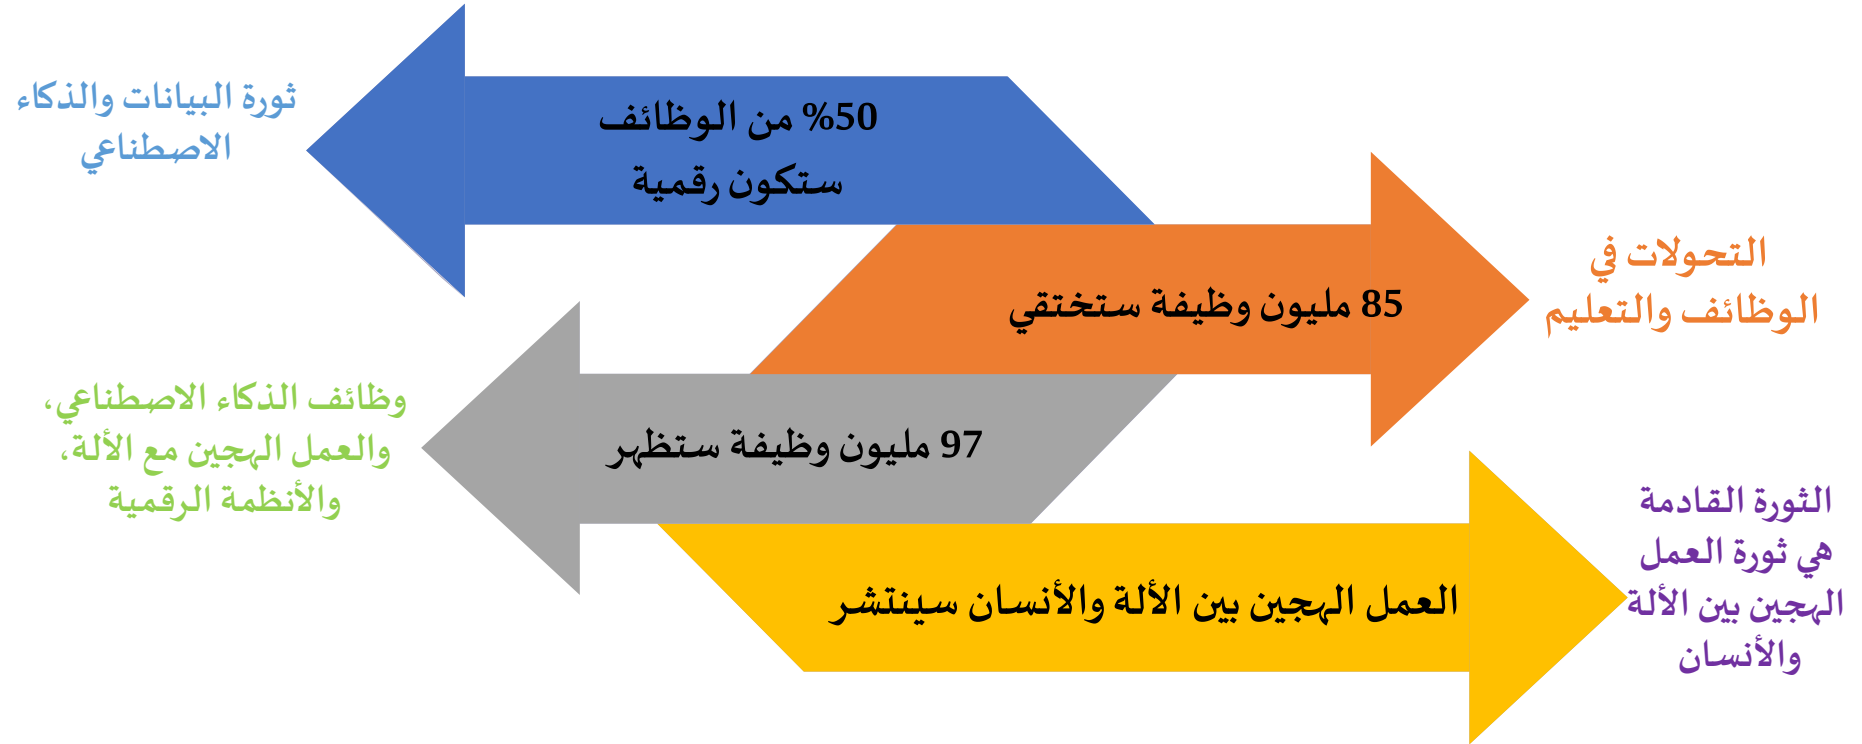 ثورة البيانات والذكاء
الاصطناعي
50% من الوظائف
ستكون رقمية
85 مليون وظيفة ستختقي
التحولات في
الوظائف والتعليم
وظائف الذكاء الاصطناعي،
والعمل الهجين مع الألة،
والأنظمة الرقمية
97 مليون وظيفة ستظهر
العمل الهجين بين الألة والأنسان سينتشر
الثورة القادمة
هي ثورة العمل
الهجين بين الألة
والأنسان